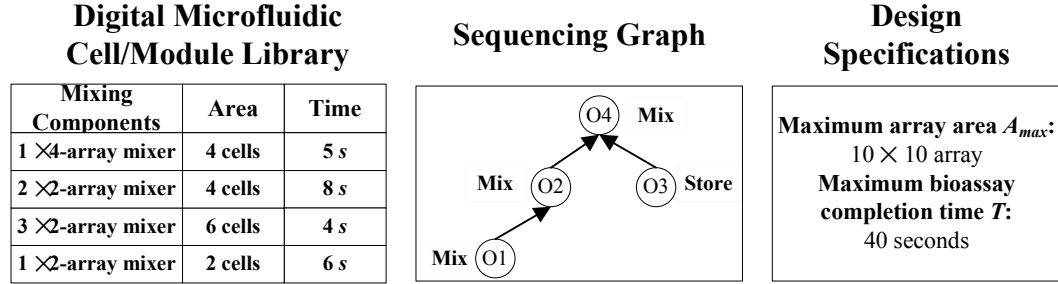 Digital Microfluidic
Cell/Module Library
Mixing
Components
Area
Time
1 ×4-array mixer
4 cells
5 s
2 ×2-array mixer
4 cells
8 s
3 ×2-array mixer
6 cells
4 s
1 ×2-array mixer
2 cells
6 s
Sequencing Graph
O4
Mix
Mix
O2
O3
Store
Mix
O1
Design
Specifications
Maximum array area Amax:
10 × 10 array
Maximum bioassay
completion time T:
40 seconds